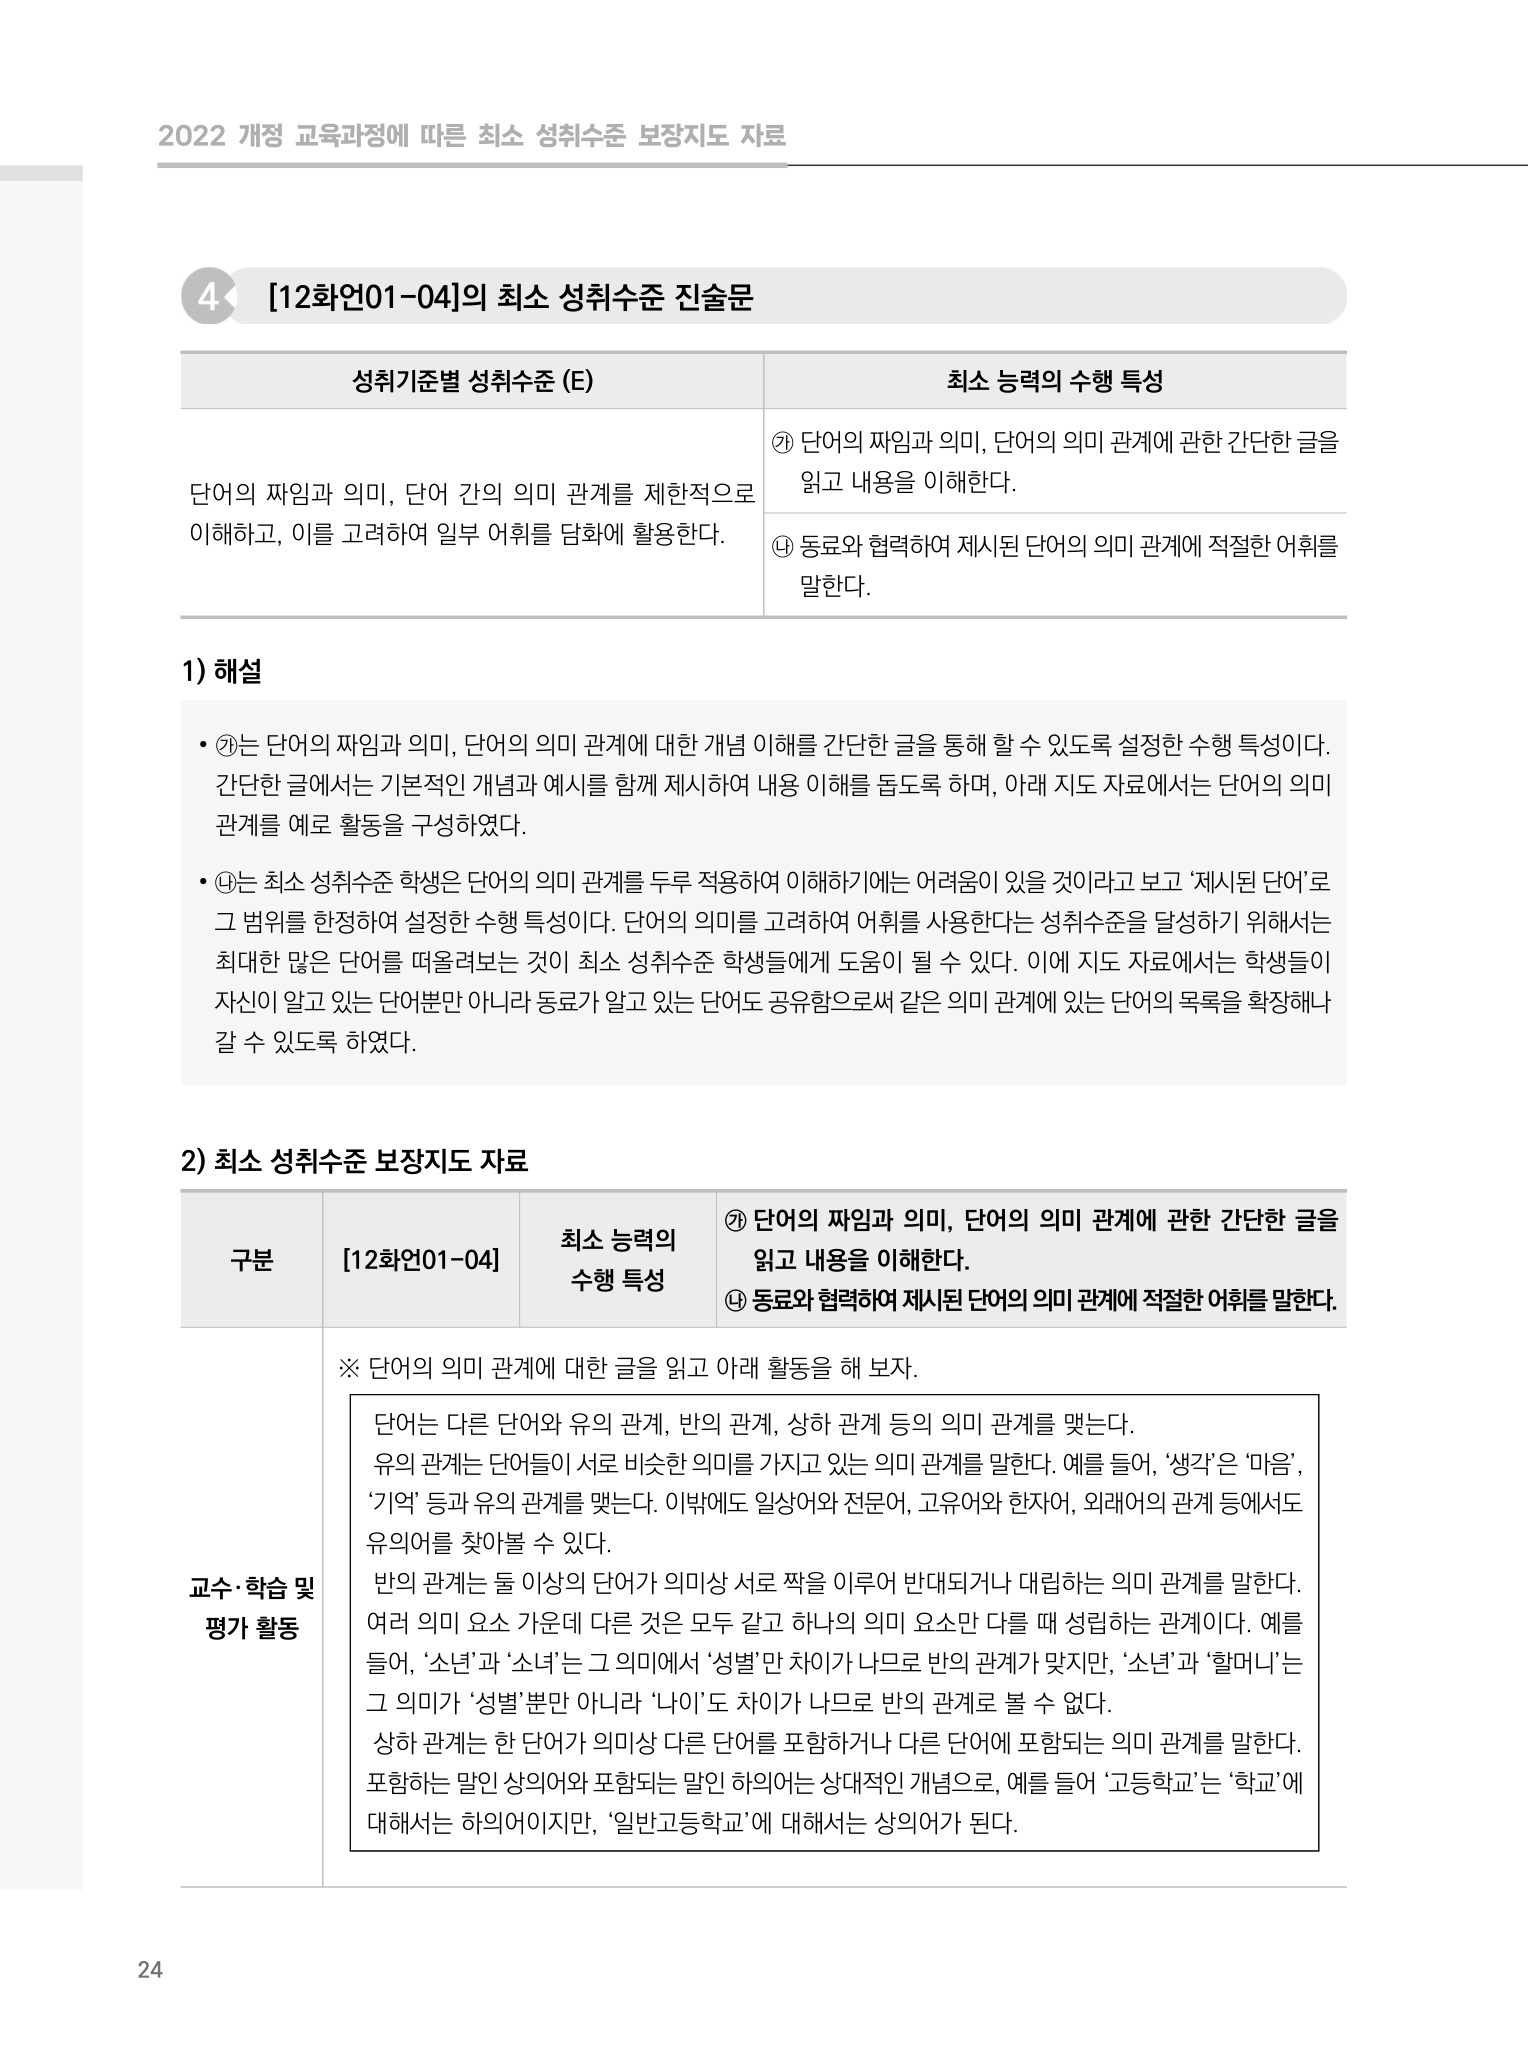 2022 개정 교육과정에 따른 최소 성취수준 보장지도 자료
4 [12화언01-04]의 최소 성취수준 진술문
성취기준별 성취수준 (E)
최소 능력의 수행 특성
단어의 짜임과 의미, 단어 간의 의미 관계를 제한적으로
이해하고, 이를 고려하여 일부 어휘를 담화에 활용한다.
㉮ 단어의 짜임과 의미, 단어의 의미 관계에 관한 간단한 글을
읽고 내용을 이해한다.
㉯ 동료와 협력하여 제시된 단어의 의미 관계에 적절한 어휘를
말한다.
1) 해설
• ㉮는 단어의 짜임과 의미, 단어의 의미 관계에 대한 개념 이해를 간단한 글을 통해 할 수 있도록 설정한 수행 특성이다.
간단한 글에서는 기본적인 개념과 예시를 함께 제시하여 내용 이해를 돕도록 하며, 아래 지도 자료에서는 단어의 의미
관계를 예로 활동을 구성하였다.
• ㉯는 최소 성취수준 학생은 단어의 의미 관계를 두루 적용하여 이해하기에는 어려움이 있을 것이라고 보고 ‘제시된 단어’로
그 범위를 한정하여 설정한 수행 특성이다. 단어의 의미를 고려하여 어휘를 사용한다는 성취수준을 달성하기 위해서는
최대한 많은 단어를 떠올려보는 것이 최소 성취수준 학생들에게 도움이 될 수 있다. 이에 지도 자료에서는 학생들이
자신이 알고 있는 단어뿐만 아니라 동료가 알고 있는 단어도 공유함으로써 같은 의미 관계에 있는 단어의 목록을 확장해나
갈 수 있도록 하였다.
2) 최소 성취수준 보장지도 자료
구분
[12화언01-04]
최소 능력의
수행 특성
㉮ 단어의 짜임과 의미, 단어의 의미 관계에 관한 간단한 글을
읽고 내용을 이해한다.
㉯ 동료와 협력하여 제시된 단어의 의미 관계에 적절한 어휘를 말한다.
교수·학습 및
평가 활동
※ 단어의 의미 관계에 대한 글을 읽고 아래 활동을 해 보자.
단어는 다른 단어와 유의 관계, 반의 관계, 상하 관계 등의 의미 관계를 맺는다.
유의 관계는 단어들이 서로 비슷한 의미를 가지고 있는 의미 관계를 말한다. 예를 들어, ‘생각’은 ‘마음’,
‘기억’ 등과 유의 관계를 맺는다. 이밖에도 일상어와 전문어, 고유어와 한자어, 외래어의 관계 등에서도
유의어를 찾아볼 수 있다.
반의 관계는 둘 이상의 단어가 의미상 서로 짝을 이루어 반대되거나 대립하는 의미 관계를 말한다.
여러 의미 요소 가운데 다른 것은 모두 같고 하나의 의미 요소만 다를 때 성립하는 관계이다. 예를
들어, ‘소년’과 ‘소녀’는 그 의미에서 ‘성별’만 차이가 나므로 반의 관계가 맞지만, ‘소년’과 ‘할머니’는
그 의미가 ‘성별’뿐만 아니라 ‘나이’도 차이가 나므로 반의 관계로 볼 수 없다.
상하 관계는 한 단어가 의미상 다른 단어를 포함하거나 다른 단어에 포함되는 의미 관계를 말한다.
포함하는 말인 상의어와 포함되는 말인 하의어는 상대적인 개념으로, 예를 들어 ‘고등학교’는 ‘학교’에
대해서는 하의어이지만, ‘일반고등학교’에 대해서는 상의어가 된다.
24